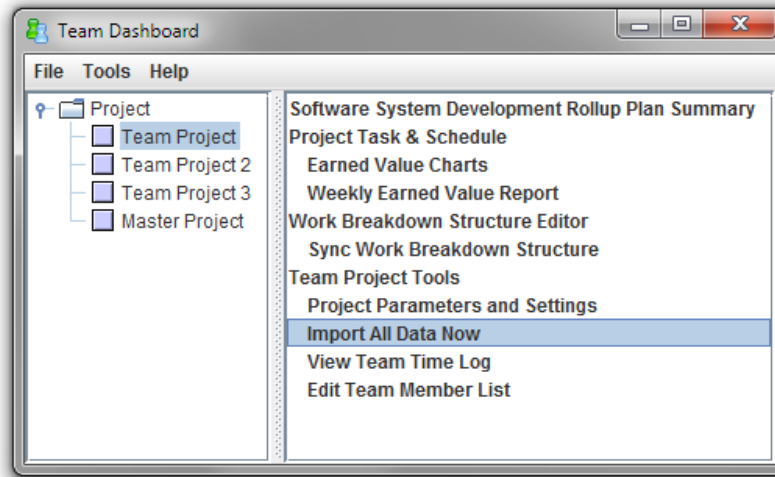 Team Dashboard
File Tools Help
Project
Team Project
Team Project 2
Team Project 3
Master Project
Software System Development Rollup Plan Summary
Project Task & Schedule
Earned Value Charts
Weekly Earned Value Report
Work Breakdown Structure Editor
Sync Work Breakdown Structure
Team Project Tools
Project Parameters and Settings
Import All Data Now
View Team Time Log
Edit Team Member List